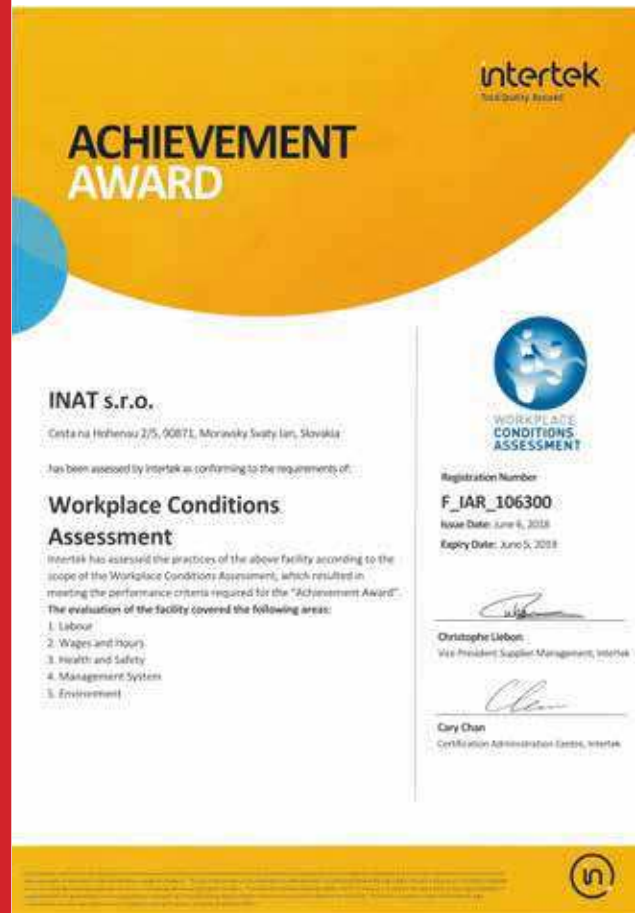 intertek
Total Quality. Assured.
ACHIEVEMENT
AWARD
INAT s.r.o.
Cesta na Hohenau 2/5, 90871, Moravsky Svaty Jan, Slovakia
has been assessed by Intertek as conforming to the requirements of:
Workplace Conditions
Assessment
Intertek has assessed the practices of the above facility according to the
scope of the Workplace Conditions Assessment, which resulted in
meeting the performance criteria required for the "Achievement Award".
The evaluation of the facility covered the following areas:
1. Labour
2. Wages and Hours
3. Health and Safety
4. Management System
5. Environment
WORKPLACE
CONDITIONS
ASSESSMENT
Registration Number
F_IAR_106300
Issue Date: June 6, 2018
Expiry Date: June 5, 2019
Christophe Liebon
Vice President Supplier Management, Intertek
Cary Chan
Certification Administration Centre, Intertek
in